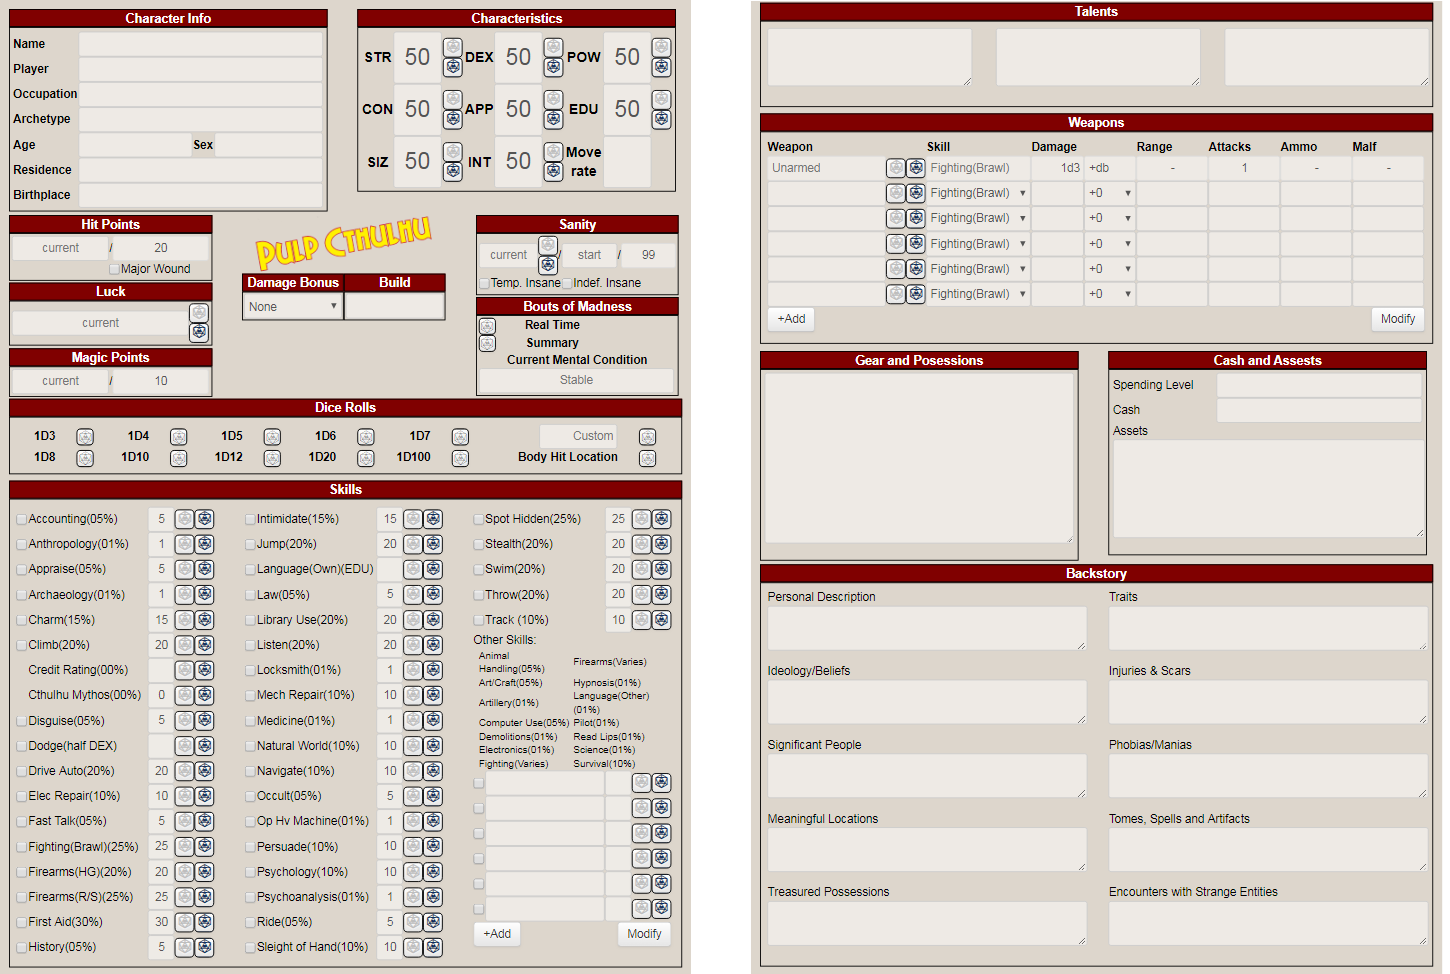 Character Info
Name
Player
Occupation
Archetype
Age Sex
Residence
Birthplace
Characteristics
STR 50 DEX 50 POW 50
CON 50 APP 50 EDU 50
SIZ 50 INT 50 Move rate
Hit Points
current / 20
Major Wound
Luck
current
Magic Points
current / 10
PULP CTHULHU
Damage Bonus Build
None
Sanity
current / start / 99
Temp. Insane Indef. Insane
Bouts of Madness
Real Time
Summary
Current Mental Condition
Stable
Dice Rolls
1D3 1D4 1D5 1D6 1D7 Custom
1D8 1D10 1D12 1D20 1D100 Body Hit Location
Skills
Accounting(05%) 5
Anthropology(01%) 1
Appraise(05%) 5
Archaeology(01%) 1
Charm(15%) 15
Climb(20%) 20
Credit Rating(00%)
Cthulhu Mythos(00%) 0
Disguise(05%) 5
Dodge(half DEX)
Drive Auto(20%) 20
Elec Repair(10%) 10
Fast Talk(05%) 5
Fighting(Brawl)(25%) 25
Firearms(HG)(20%) 20
Firearms(R/S)(25%) 25
First Aid(30%) 30
History(05%) 5
Intimidate(15%) 15
Jump(20%) 20
Language(Own)(EDU)
Law(05%) 5
Library Use(20%) 20
Listen(20%) 20
Locksmith(01%) 1
Mech Repair(10%) 10
Medicine(01%) 1
Natural World(10%) 10
Navigate(10%) 10
Occult(05%) 5
Op Hv Machine(01%) 1
Persuade(10%) 10
Psychology(10%) 10
Psychoanalysis(01%) 1
Ride(05%) 5
Sleight of Hand(10%) 10
Spot Hidden(25%) 25
Stealth(20%) 20
Swim(20%) 20
Throw(20%) 20
Track (10%) 10
Other Skills:
Animal
Handling(05%) Firearms(Varies)
Art/Craft(05%) Hypnosis(01%)
Artillery(01%) Language(Other)
(01%)
Computer Use(05%) Pilot(01%)
Demolitions(01%) Read Lips(01%)
Electronics(01%) Science(01%)
Fighting(Varies) Survival(10%)
+Add Modify
Talents
Weapons
Weapon Skill Damage Range Attacks Ammo Malf
Unarmed Fighting(Brawl) 1d3 +db - 1 - -
Fighting(Brawl) +0
Fighting(Brawl) +0
Fighting(Brawl) +0
Fighting(Brawl) +0
Fighting(Brawl) +0
+Add Modify
Gear and Posessions
Cash and Assests
Spending Level
Cash
Assets
Backstory
Personal Description Traits
Ideology/Beliefs Injuries & Scars
Significant People Phobias/Manias
Meaningful Locations Tomes, Spells and Artifacts
Treasured Possessions Encounters with Strange Entities